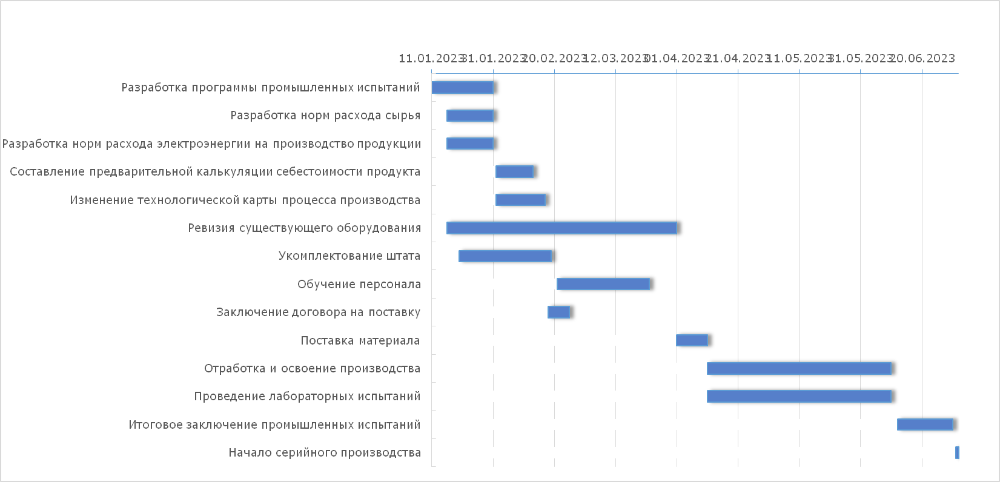 11.01.2023 31.01.2023 20.02.2023 12.03.2023 01.04.2023 21.04.2023 11.05.2023 31.05.2023 20.06.2023
Разработка программы промышленных испытаний
Разработка норм расхода сырья
Разработка норм расхода электроэнергии на производство продукции
Составление предварительной калькуляции себестоимости продукта
Изменение технологической карты процесса производства
Ревизия существующего оборудования
Укомплектование штата
Обучение персонала
Заключение договора на поставку
Поставка материала
Отработка и освоение производства
Проведение лабораторных испытаний
Итоговое заключение промышленных испытаний
Начало серийного производства